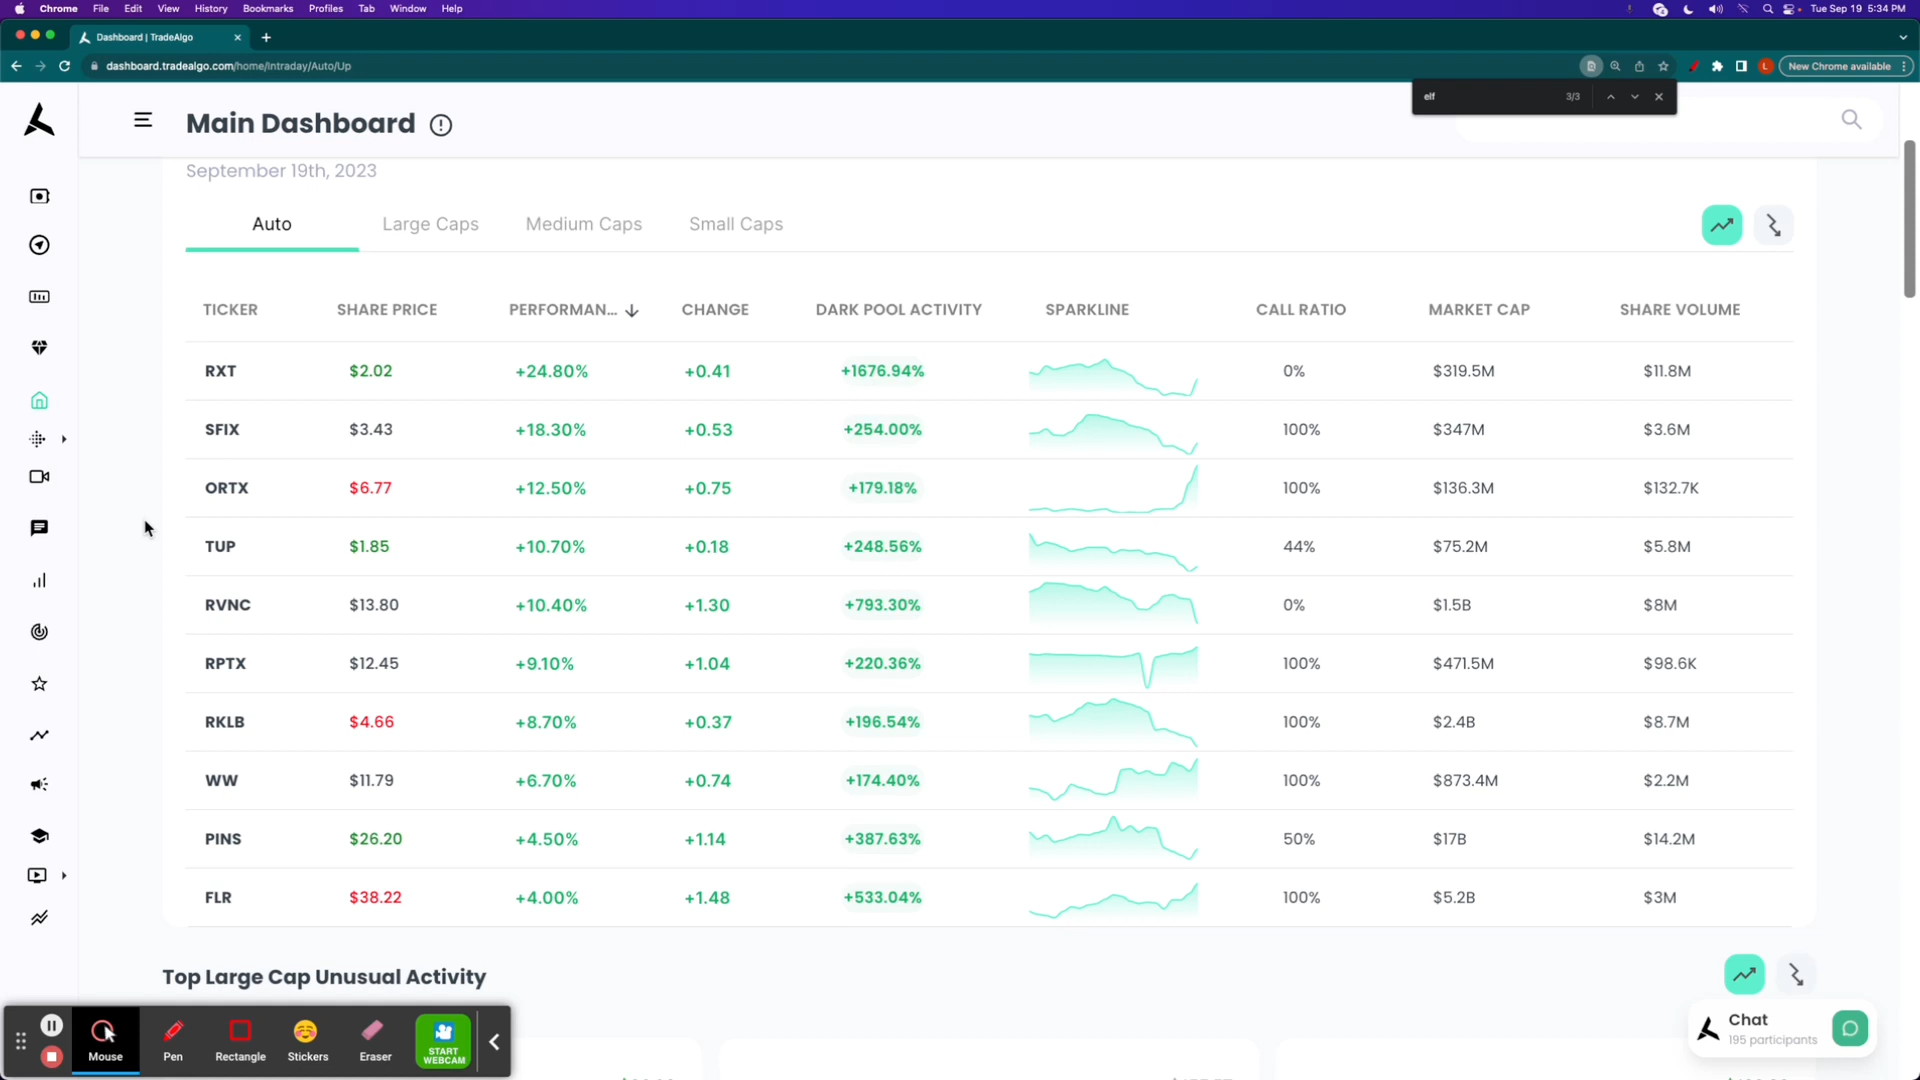 Chrome File Edit View History Bookmarks Profiles Tab Window Help Tue Sep 19 5:34 PM
Dashboard | TradeAlgo
dashboard.tradealgo.com/home/Intraday/Auto/Up New Chrome available
elf 3/3
Main Dashboard
September 19th, 2023
Auto Large Caps Medium Caps Small Caps
TICKER SHARE PRICE PERFORMAN... CHANGE DARK POOL ACTIVITY SPARKLINE CALL RATIO MARKET CAP SHARE VOLUME
RXT $2.02 +24.80% +0.41 +1676.94% 0% $319.5M $11.8M
SFIX $3.43 +18.30% +0.53 +254.00% 100% $347M $3.6M
ORTX $6.77 +12.50% +0.75 +179.18% 100% $136.3M $132.7K
TUP $1.85 +10.70% +0.18 +248.56% 44% $75.2M $5.8M
RVNC $13.80 +10.40% +1.30 +793.30% 0% $1.5B $8M
RPTX $12.45 +9.10% +1.04 +220.36% 100% $471.5M $98.6K
RKLB $4.66 +8.70% +0.37 +196.54% 100% $2.4B $8.7M
WW $11.79 +6.70% +0.74 +174.40% 100% $873.4M $2.2M
PINS $26.20 +4.50% +1.14 +387.63% 50% $17B $14.2M
FLR $38.22 +4.00% +1.48 +533.04% 100% $5.2B $3M
Top Large Cap Unusual Activity
Mouse Pen Rectangle Stickers Eraser START WEBCAM
Chat
195 participants